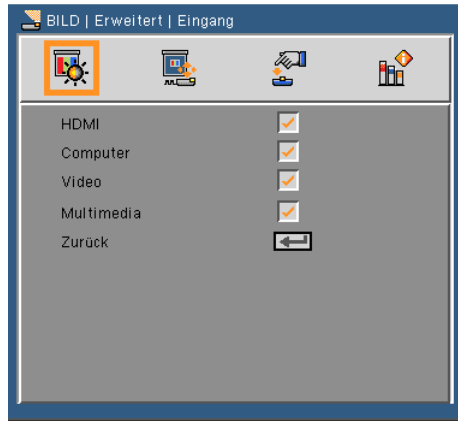 BILD | Erweitert | Eingang
HDMI
Computer
Video
Multimedia
Zurück